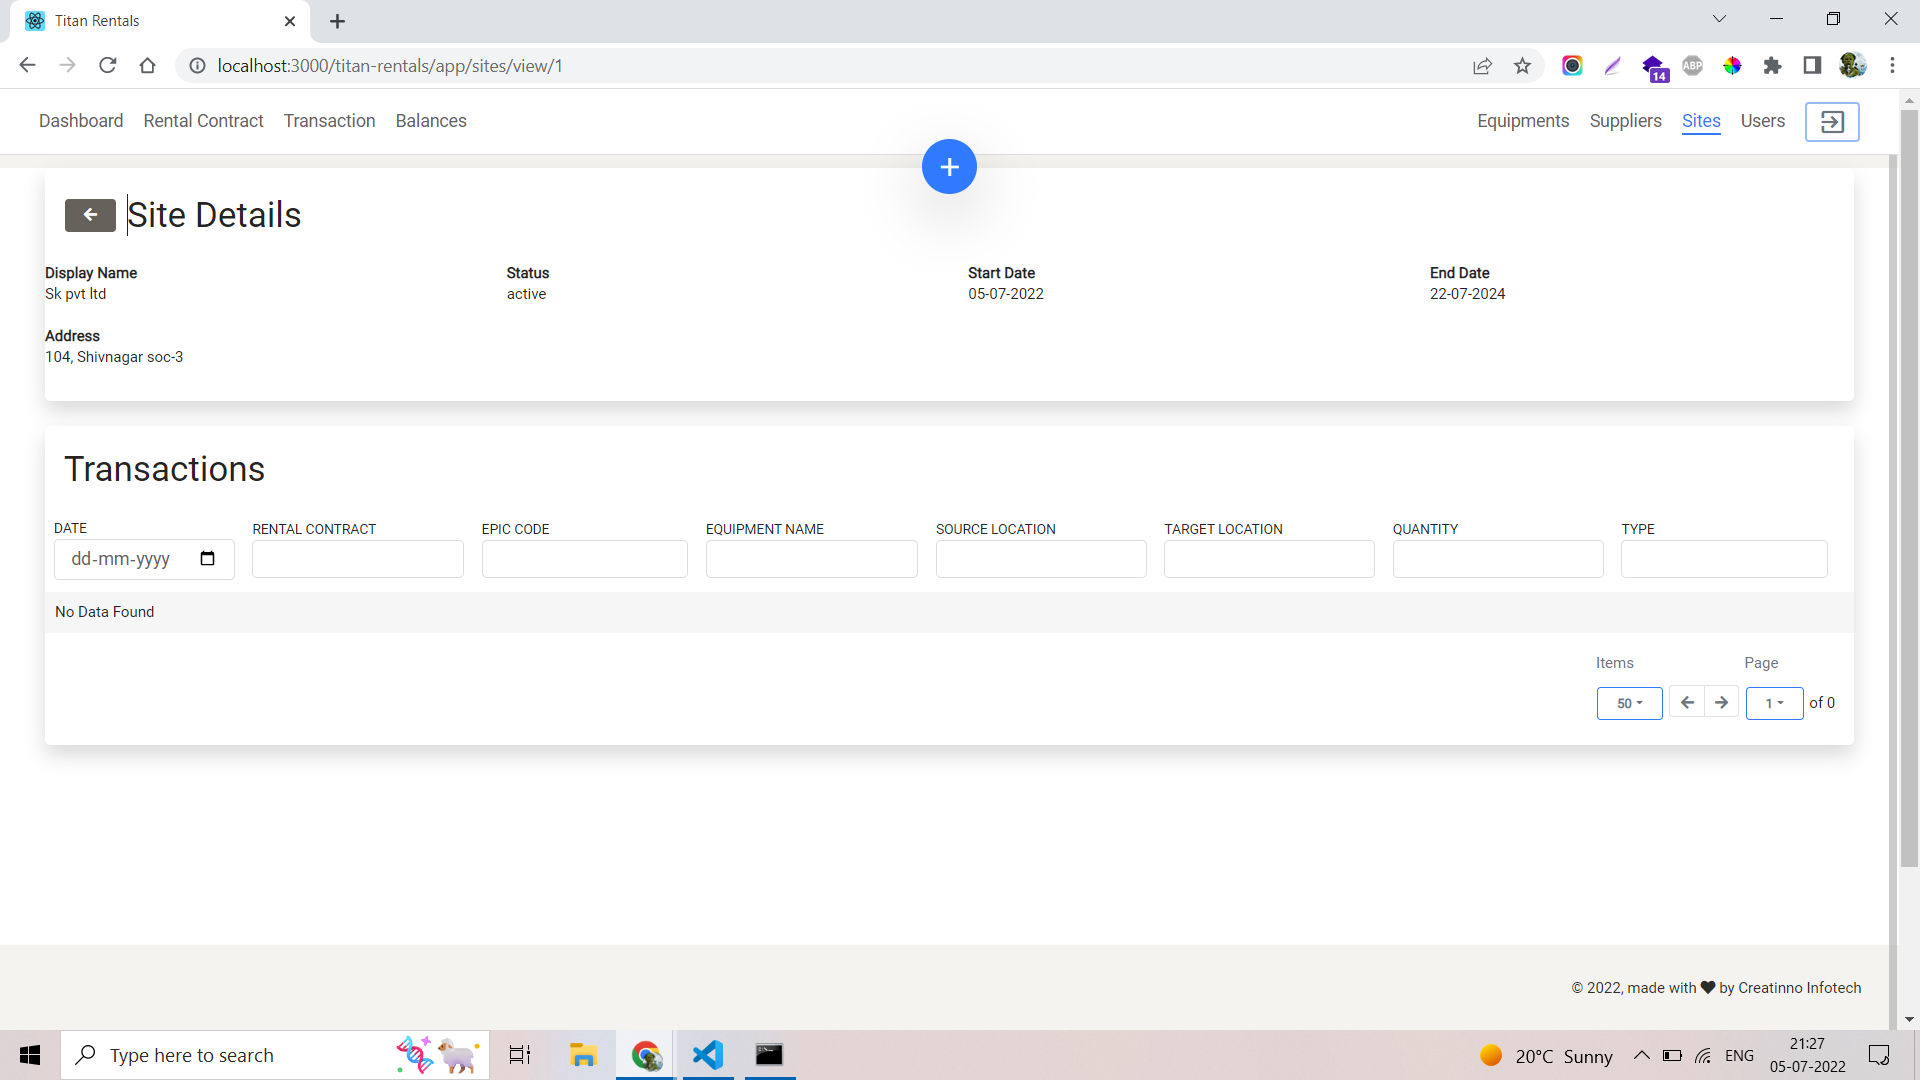 Titan Rentals
localhost:3000/titan-rentals/app/sites/view/1
14
ABP
Dashboard Rental Contract Transaction Balances Equipments Suppliers Sites Users
+
Site Details
Display Name Status Start Date End Date
Sk pvt ltd active 05-07-2022 22-07-2024
Address
104, Shivnagar soc-3
Transactions
DATE RENTAL CONTRACT EPIC CODE EQUIPMENT NAME SOURCE LOCATION TARGET LOCATION QUANTITY TYPE
dd-mm-yyyy
No Data Found
Items Page
50 1 of 0
© 2022, made with ♥ by Creatinno Infotech
Type here to search
20°C Sunny ENG
21:27
05-07-2022